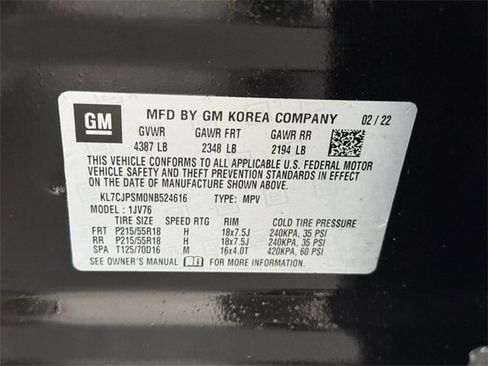 GM
MFD BY GM KOREA COMPANY 02/22
GVWR GAWR FRT GAWR RR
4387 LB 2348 LB 2194 LB
THIS VEHICLE CONFORMS TO ALL APPLICABLE U.S. FEDERAL MOTOR
VEHICLE SAFETY AND THEFT PREVENTION STANDARDS IN EFFECT
ON THE DATE OF MANUFACTURE SHOWN ABOVE.
KL7CJPSM0NB524616 TYPE: MPV
MODEL : 1JV76
TIRE SIZE SPEED RTG RIM COLD TIRE PRESSURE
FRT P215/55R18 H 18x7.5J 240KPA, 35 PSI
RR P215/55R18 H 18x7.5J 240KPA, 35 PSI
SPA T125/70D16 M 16x4.0T 420KPA, 60 PSI
SEE OWNER'S MANUAL FOR MORE INFORMATION.